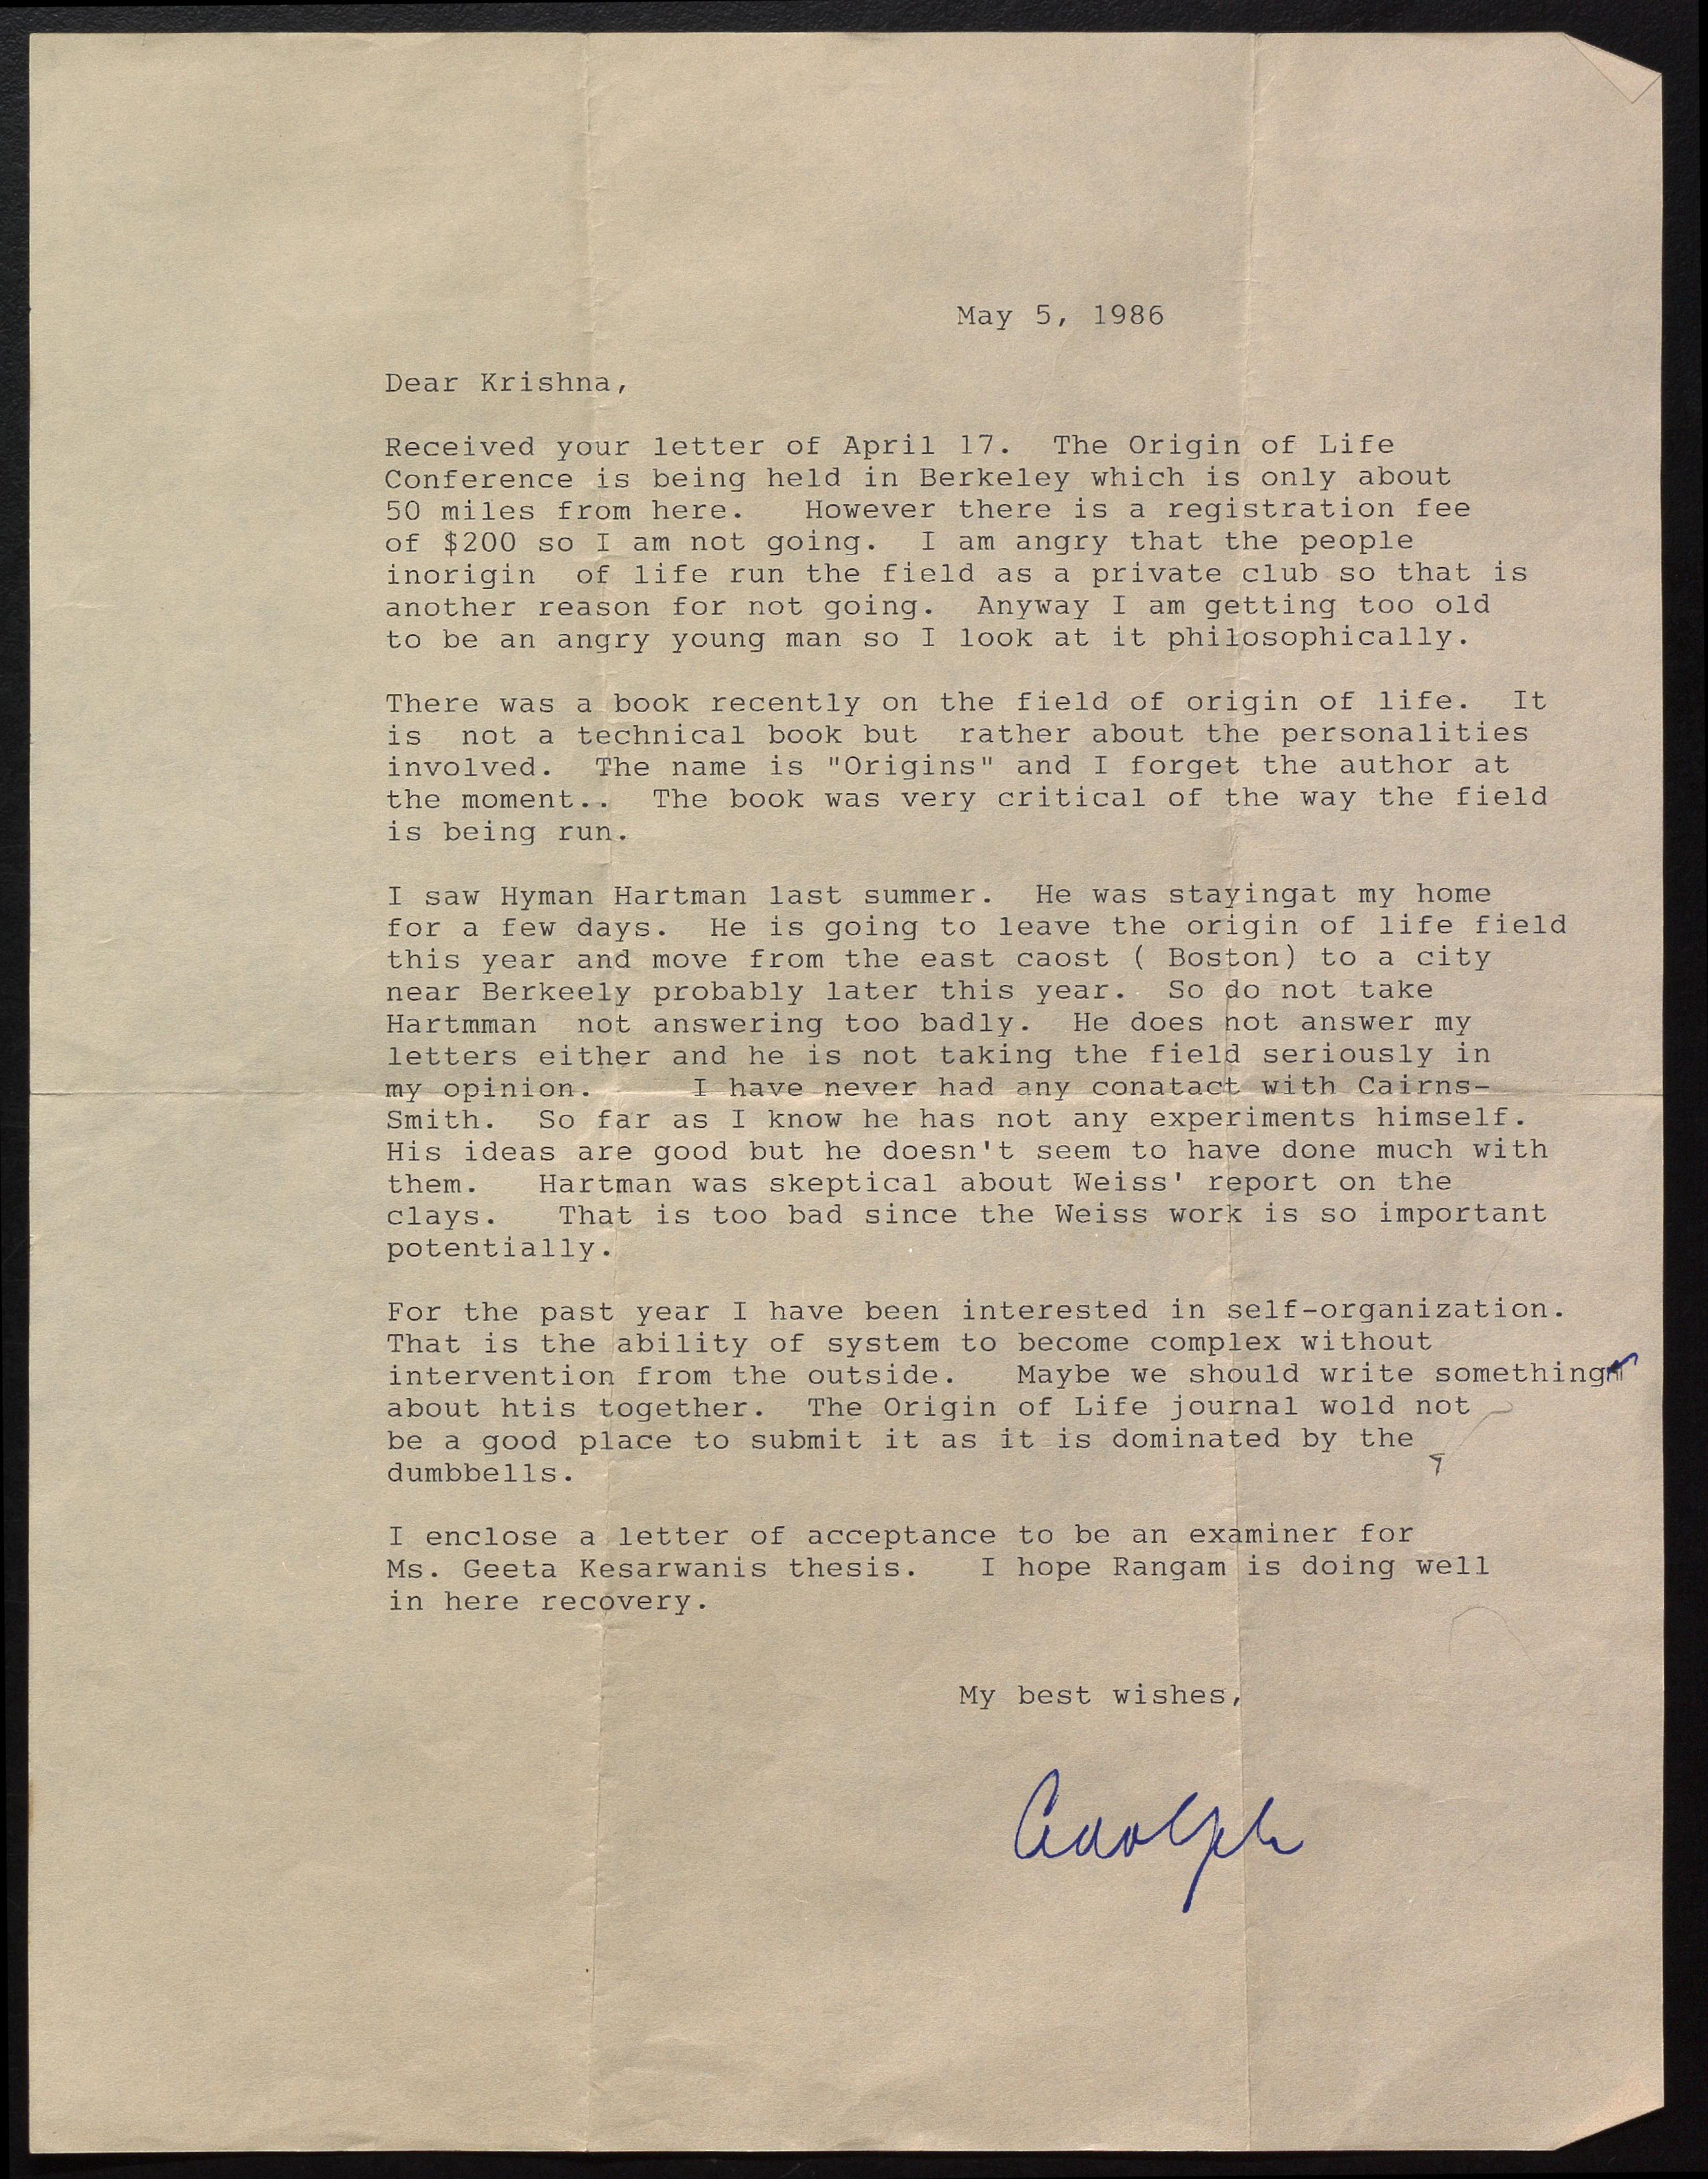 May 5, 1986
Dear Krishna,
Received your letter of April 17.  The Origin of Life
Conference is being held in Berkeley which is only about
50 miles from here.   However there is a registration fee
of $200 so I am not going.  I am angry that the people
inorigin  of life run the field as a private club so that is
another reason for not going.  Anyway I am getting too old
to be an angry young man so I look at it philosophically.
There was a book recently on the field of origin of life.  It
is  not a technical book but  rather about the personalities
involved.  The name is "Origins" and I forget the author at
the moment..  The book was very critical of the way the field
is being run.
I saw Hyman Hartman last summer.  He was stayingat my home
for a few days.  He is going to leave the origin of life field
this year and move from the east caost ( Boston) to a city
near Berkeely probably later this year.  So do not take
Hartmman  not answering too badly.  He does not answer my
letters either and he is not taking the field seriously in
my opinion.     I have never had any conatact with Cairns-
Smith.  So far as I know he has not any experiments himself.
His ideas are good but he doesn't seem to have done much with
them.   Hartman was skeptical about Weiss' report on the
clays.   That is too bad since the Weiss work is so important
potentially.
For the past year I have been interested in self-organization.
That is the ability of system to become complex without
intervention from the outside.   Maybe we should write something
about htis together.  The Origin of Life journal wold not
be a good place to submit it as it is dominated by the
dumbbells.
I enclose a letter of acceptance to be an examiner for
Ms. Geeta Kesarwanis thesis.   I hope Rangam is doing well
in here recovery.
My best wishes,
Adolph